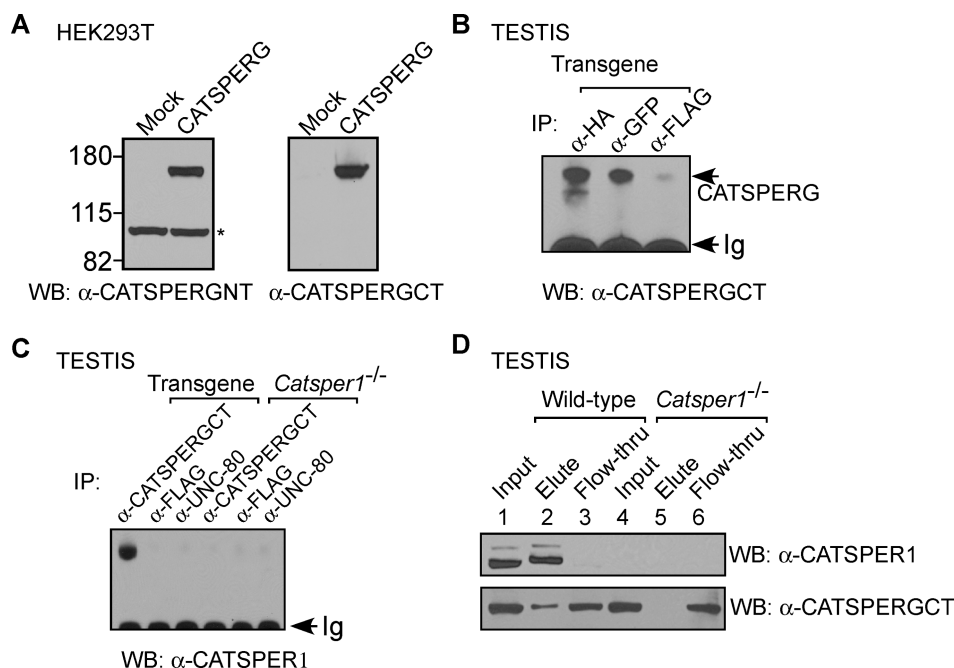 A HEK293T
Mock
CATSPERG
Mock
CATSPERG
180
115
82
*
WB: α-CATSPERGNT
α-CATSPERGCT
B TESTIS
Transgene
IP:
α-HA
α-GFP
α-FLAG
CATSPERG
Ig
WB: α-CATSPERGCT
C TESTIS
Transgene
Catsper1-/-
IP:
α-CATSPERGCT
α-FLAG
α-UNC-80
α-CATSPERGCT
α-FLAG
α-UNC-80
Ig
WB: α-CATSPER1
D TESTIS
Wild-type
Catsper1-/-
Input
Elute
Flow-thru
Input
Elute
Flow-thru
1 2 3 4 5 6
WB: α-CATSPER1
WB: α-CATSPERGCT